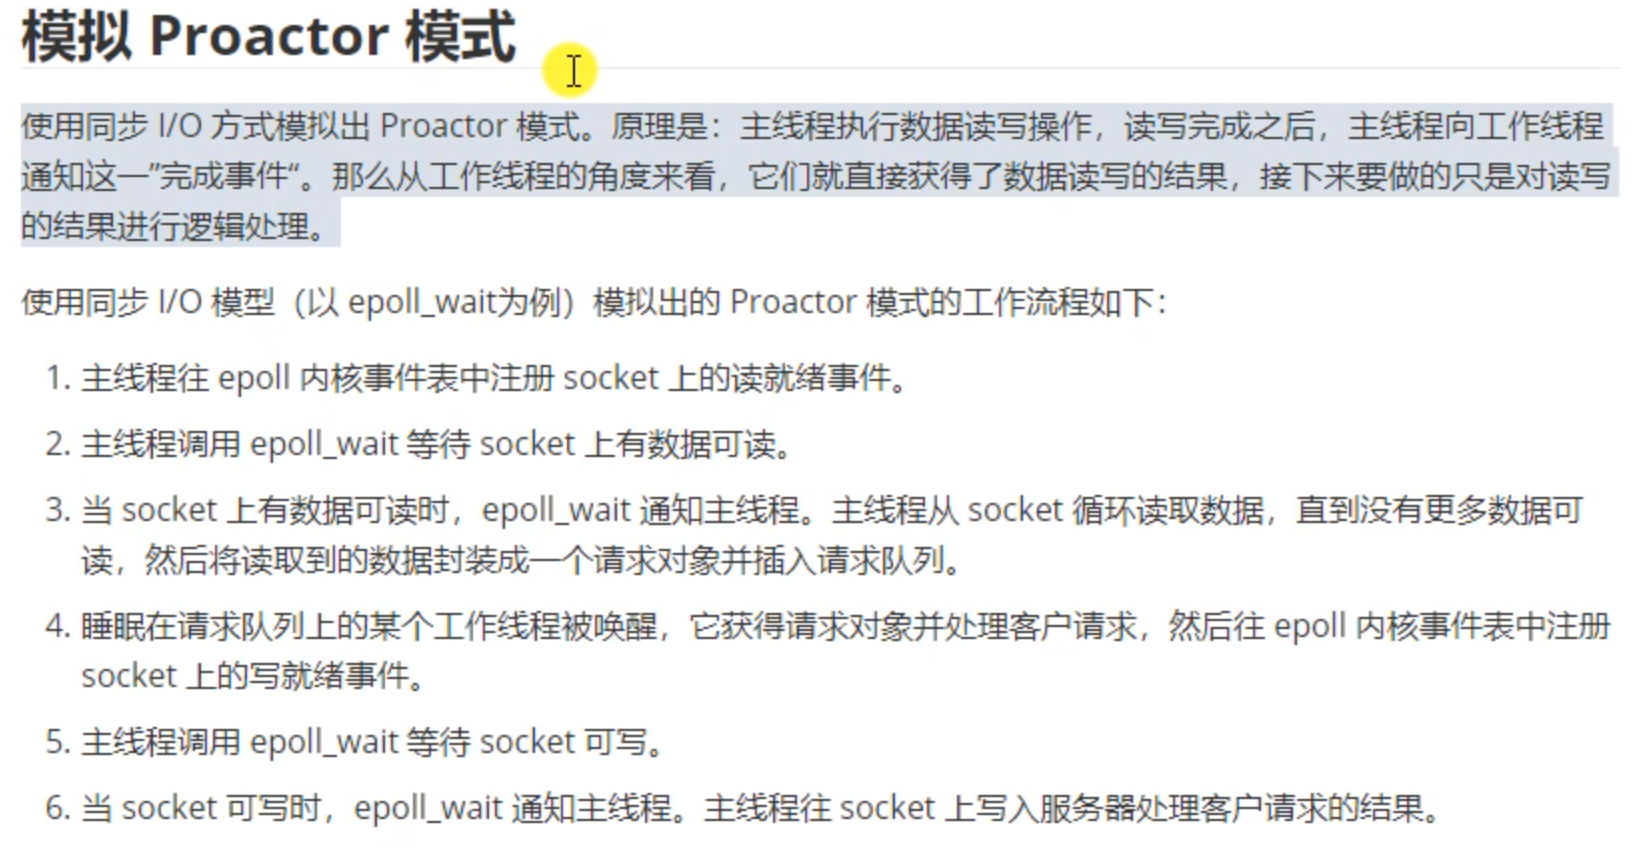 模拟 Proactor 模式
使用同步 I/O 方式模拟出 Proactor 模式。原理是：主线程执行数据读写操作，读写完成之后，主线程向工作线程
通知这一”完成事件“。那么从工作线程的角度来看，它们就直接获得了数据读写的结果，接下来要做的只是对读写
的结果进行逻辑处理。
使用同步 I/O 模型（以 epoll_wait为例）模拟出的 Proactor 模式的工作流程如下：
1. 主线程往 epoll 内核事件表中注册 socket 上的读就绪事件。
2. 主线程调用 epoll_wait 等待 socket 上有数据可读。
3. 当 socket 上有数据可读时，epoll_wait 通知主线程。主线程从 socket 循环读取数据，直到没有更多数据可
读，然后将读取到的数据封装成一个请求对象并插入请求队列。
4. 睡眠在请求队列上的某个工作线程被唤醒，它获得请求对象并处理客户请求，然后往 epoll 内核事件表中注册
socket 上的写就绪事件。
5. 主线程调用 epoll_wait 等待 socket 可写。
6. 当 socket 可写时，epoll_wait 通知主线程。主线程往 socket 上写入服务器处理客户请求的结果。